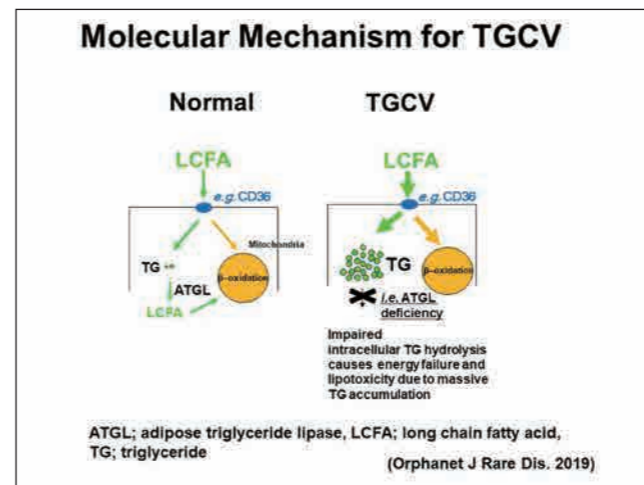 Molecular Mechanism for TGCV
Normal
TGCV
LCFA
e.g. CD36
Mitochondria
TG
ATGL
LCFA
β-oxidation
LCFA
e.g. CD36
TG
β-oxidation
i.e. ATGL
deficiency
Impaired
intracellular TG hydrolysis
causes energy failure and
lipotoxicity due to massive
TG accumulation
ATGL; adipose triglyceride lipase, LCFA; long chain fatty acid,
TG; triglyceride
(Orphanet J Rare Dis. 2019)